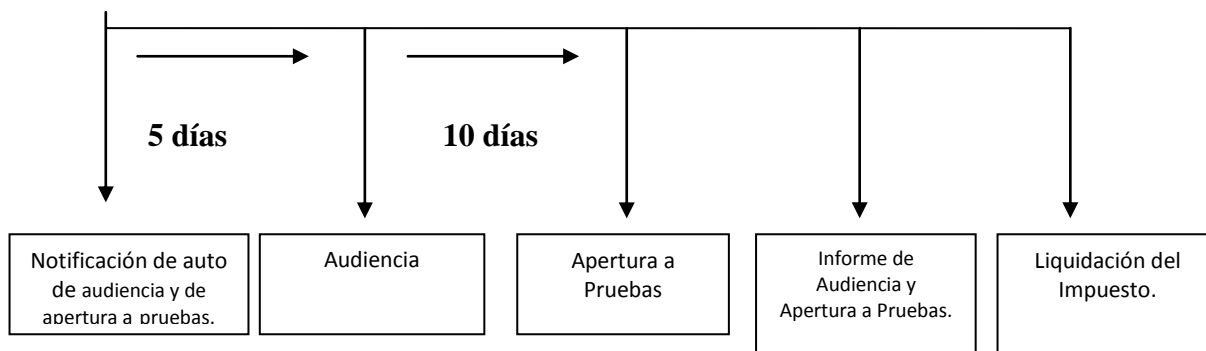 5 días
10 días
Notificación de auto
de audiencia y de
apertura a pruebas.
Audiencia
Apertura a
Pruebas
Informe de
Audiencia y
Apertura a Pruebas.
Liquidación del
Impuesto.